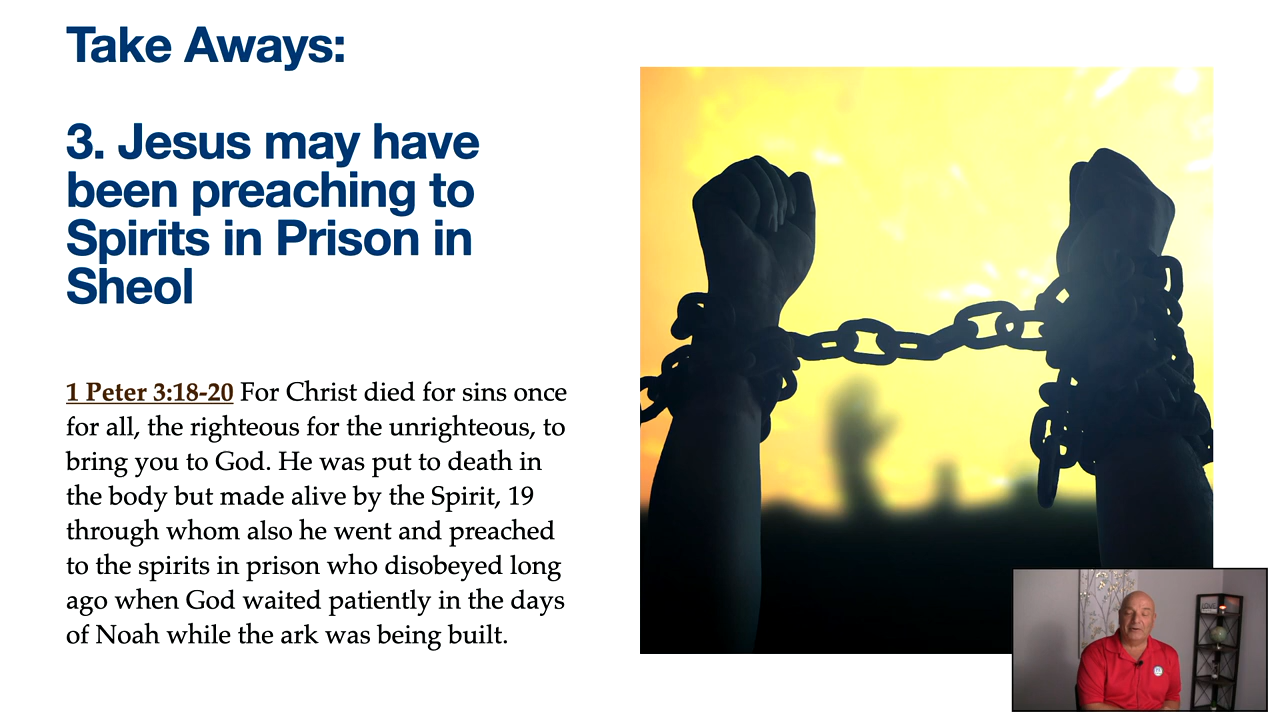 Take Aways:
3. Jesus may have
been preaching to
Spirits in Prison in
Sheol
1 Peter 3:18-20 For Christ died for sins once
for all, the righteous for the unrighteous, to
bring you to God. He was put to death in
the body but made alive by the Spirit, 19
through whom also he went and preached
to the spirits in prison who disobeyed long
ago when God waited patiently in the days
of Noah while the ark was being built.